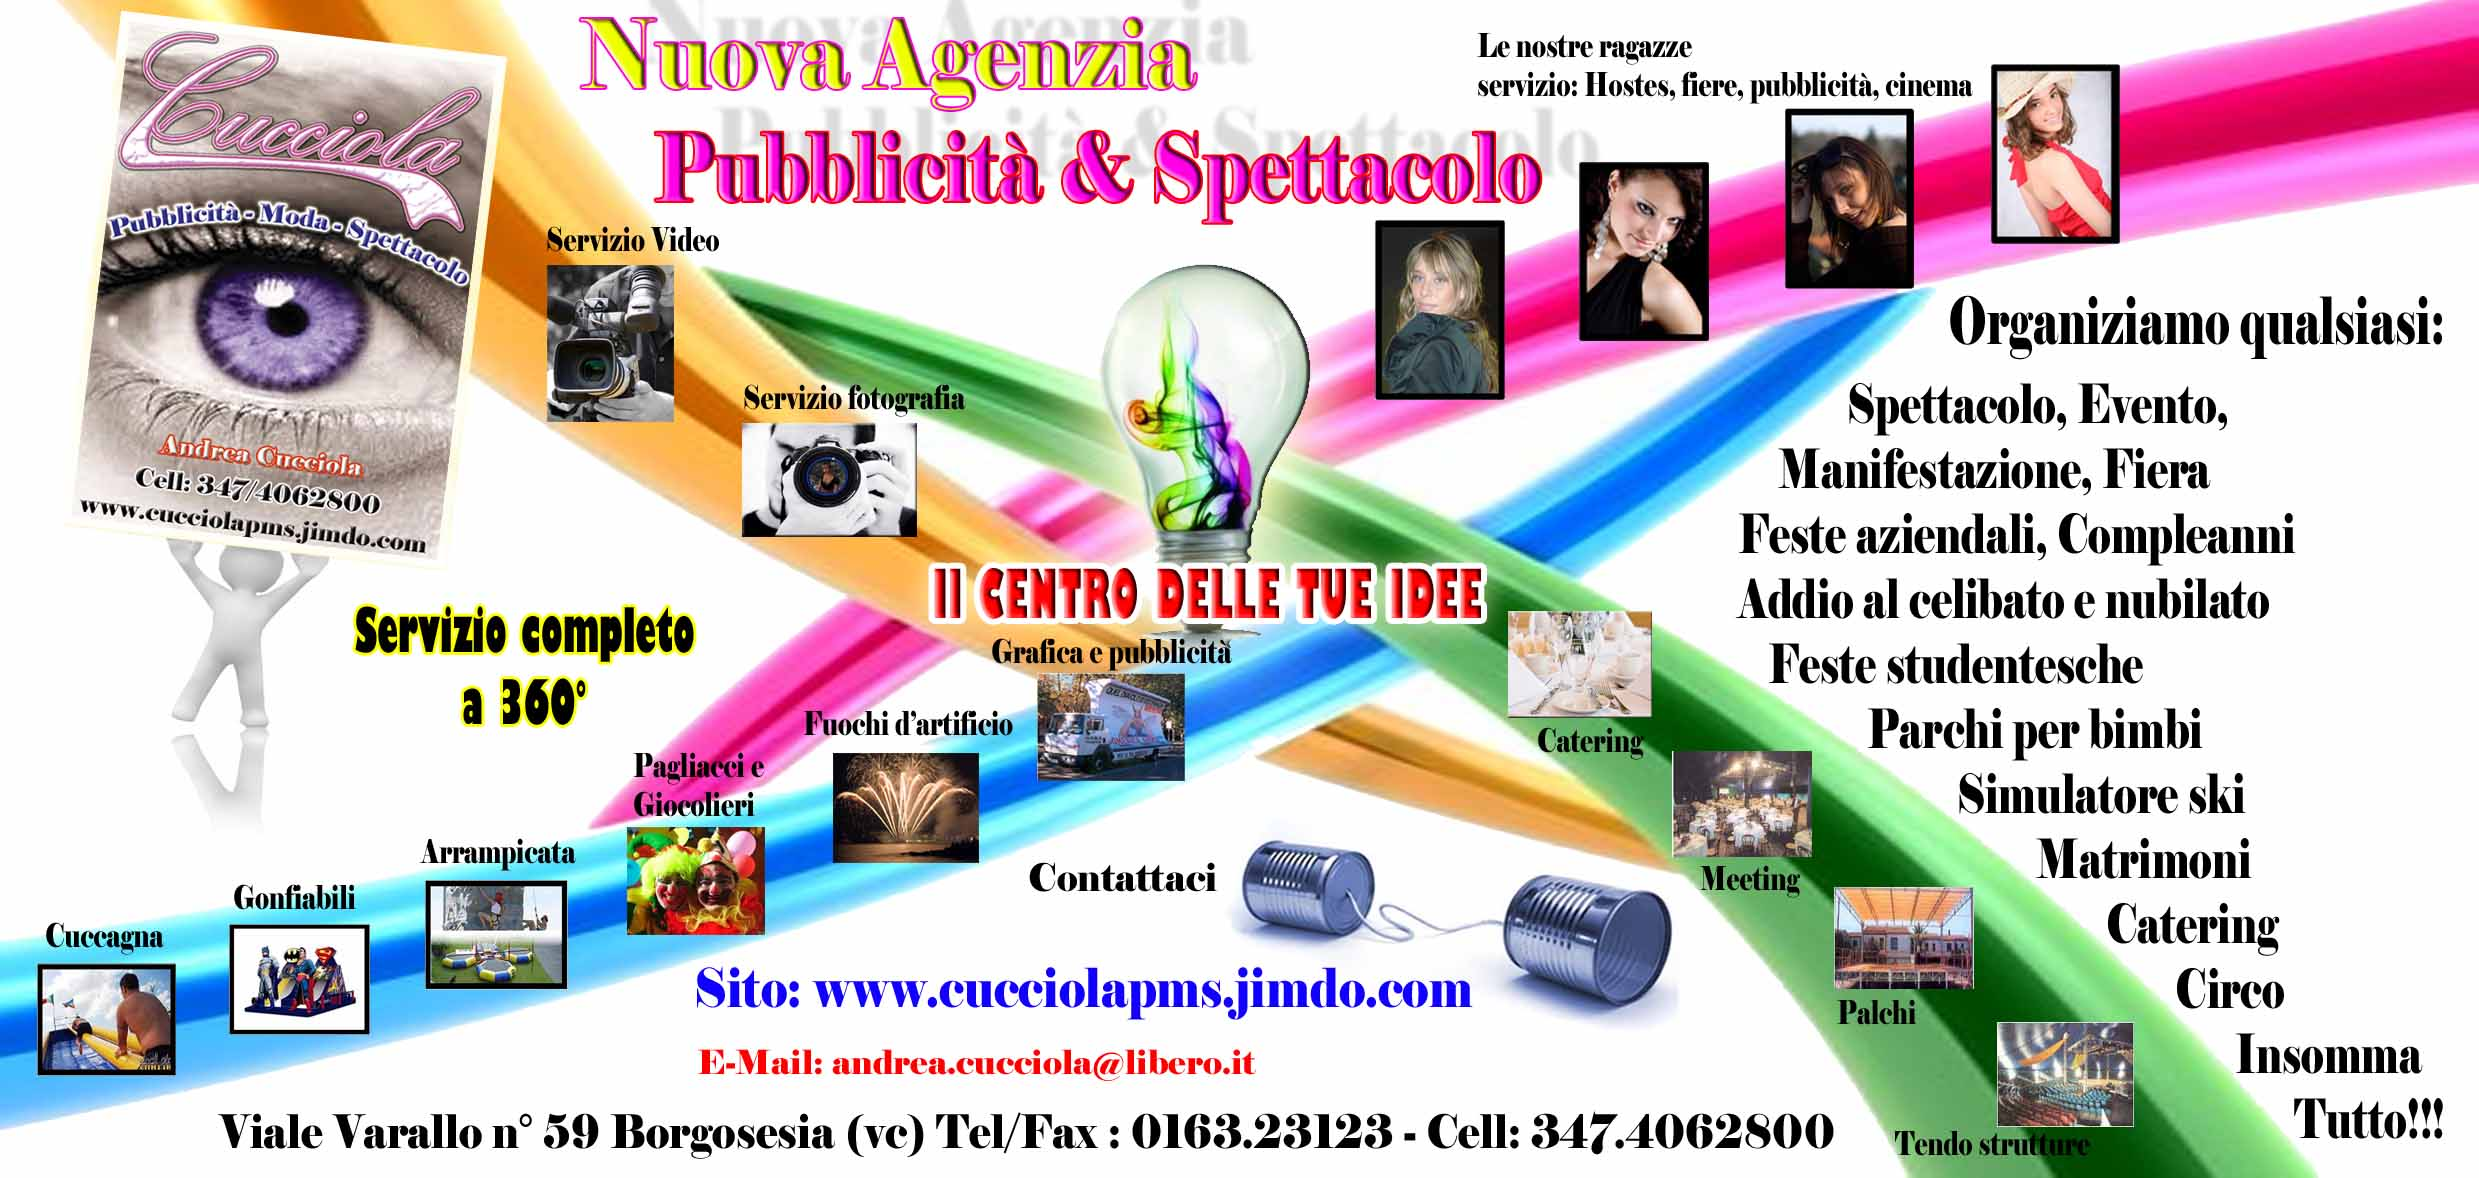 Cucciola
Pubblicità - Moda - Spettacolo
Andrea Cucciola
Cell: 347/4062800
www.cucciolapms.jimdo.com
Nuova Agenzia
Pubblicità & Spettacolo
Le nostre ragazze
servizio: Hostes, fiere, pubblicità, cinema
Servizio Video
Servizio fotografia
Il CENTRO DELLE TUE IDEE
Servizio completo
a 360°
Grafica e pubblicità
Fuochi d'artificio
Pagliacci e
Giocolieri
Arrampicata
Gonfiabili
Cuccagna
Catering
Meeting
Palchi
Tendo strutture
Organiziamo qualsiasi:
Spettacolo, Evento,
Manifestazione, Fiera
Feste aziendali, Compleanni
Addio al celibato e nubilato
Feste studentesche
Parchi per bimbi
Simulatore ski
Matrimoni
Catering
Circo
Insomma
Tutto!!!
Contattaci
Sito: www.cucciolapms.jimdo.com
E-Mail: andrea.cucciola@libero.it
Viale Varallo n° 59 Borgosesia (vc) Tel/Fax : 0163.23123 - Cell: 347.4062800